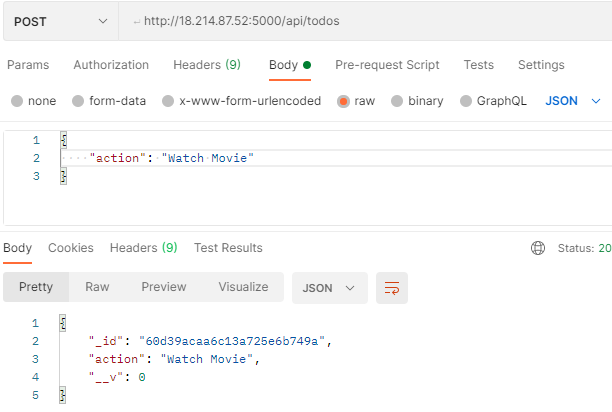 POST http://18.214.87.52:5000/api/todos
Params Authorization Headers (9) Body Pre-request Script Tests Settings
none form-data x-www-form-urlencoded raw binary GraphQL JSON
1 {
2 "action": "Watch Movie"
3 }
Body Cookies Headers (9) Test Results Status: 20
Pretty Raw Preview Visualize JSON
1 {
2 "_id": "60d39acaa6c13a725e6b749a",
3 "action": "Watch Movie",
4 "__v": 0
5 }